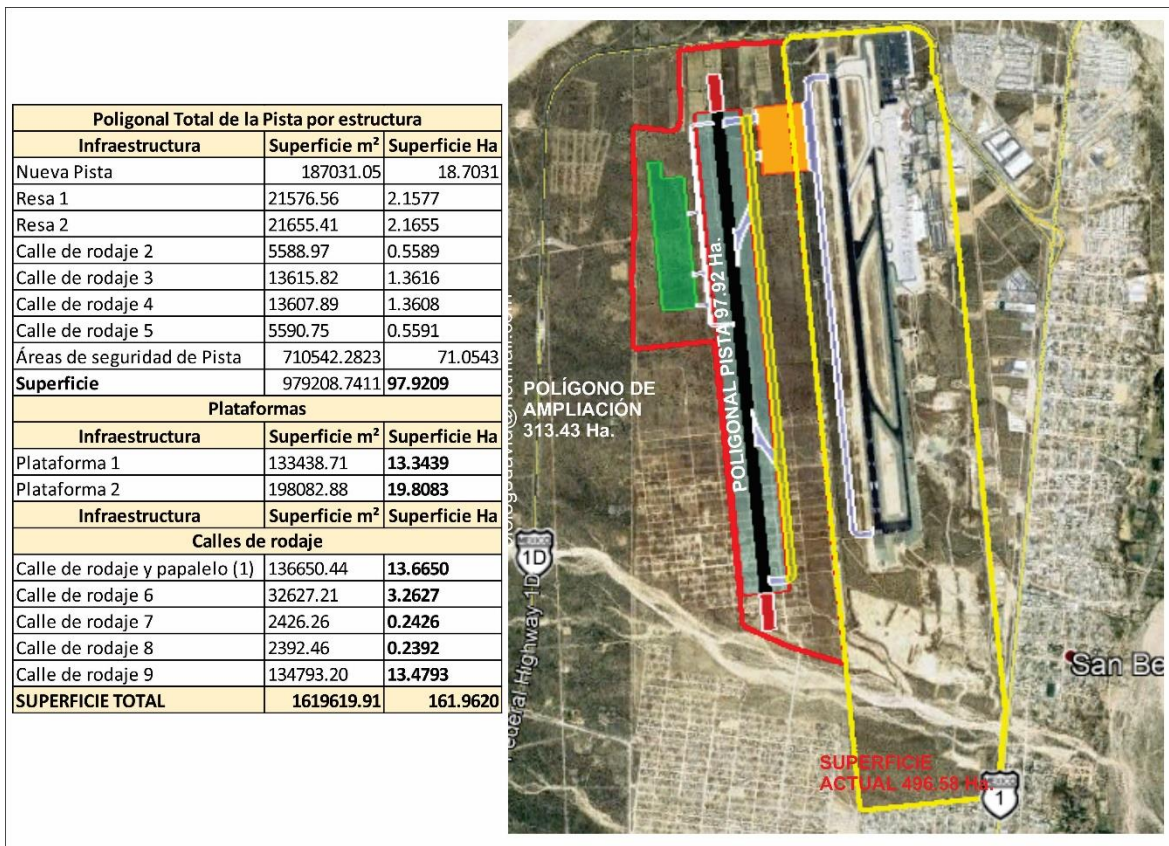 Poligonal Total de la Pista por estructura
Infraestructura Superficie m² Superficie Ha
Nueva Pista 187031.05 18.7031
Resa 1 21576.56 2.1577
Resa 2 21655.41 2.1655
Calle de rodaje 2 5588.97 0.5589
Calle de rodaje 3 13615.82 1.3616
Calle de rodaje 4 13607.89 1.3608
Calle de rodaje 5 5590.75 0.5591
Áreas de seguridad de Pista 710542.2823 71.0543
Superficie 979208.7411 97.9209
Plataformas
Infraestructura Superficie m² Superficie Ha
Plataforma 1 133438.71 13.3439
Plataforma 2 198082.88 19.8083
Infraestructura Superficie m² Superficie Ha
Calles de rodaje
Calle de rodaje y papalelo (1) 136650.44 13.6650
Calle de rodaje 6 32627.21 3.2627
Calle de rodaje 7 2426.26 0.2426
Calle de rodaje 8 2392.46 0.2392
Calle de rodaje 9 134793.20 13.4793
SUPERFICIE TOTAL 1619619.91 161.9620
POLÍGONO DE
AMPLIACIÓN
313.43 Ha.
POLIGONAL PISTA 97.92 Ha.
MEXICO
1D
Federal Highway 1D
San Be
SUPERFICIE
ACTUAL 496.58 Ha.
1